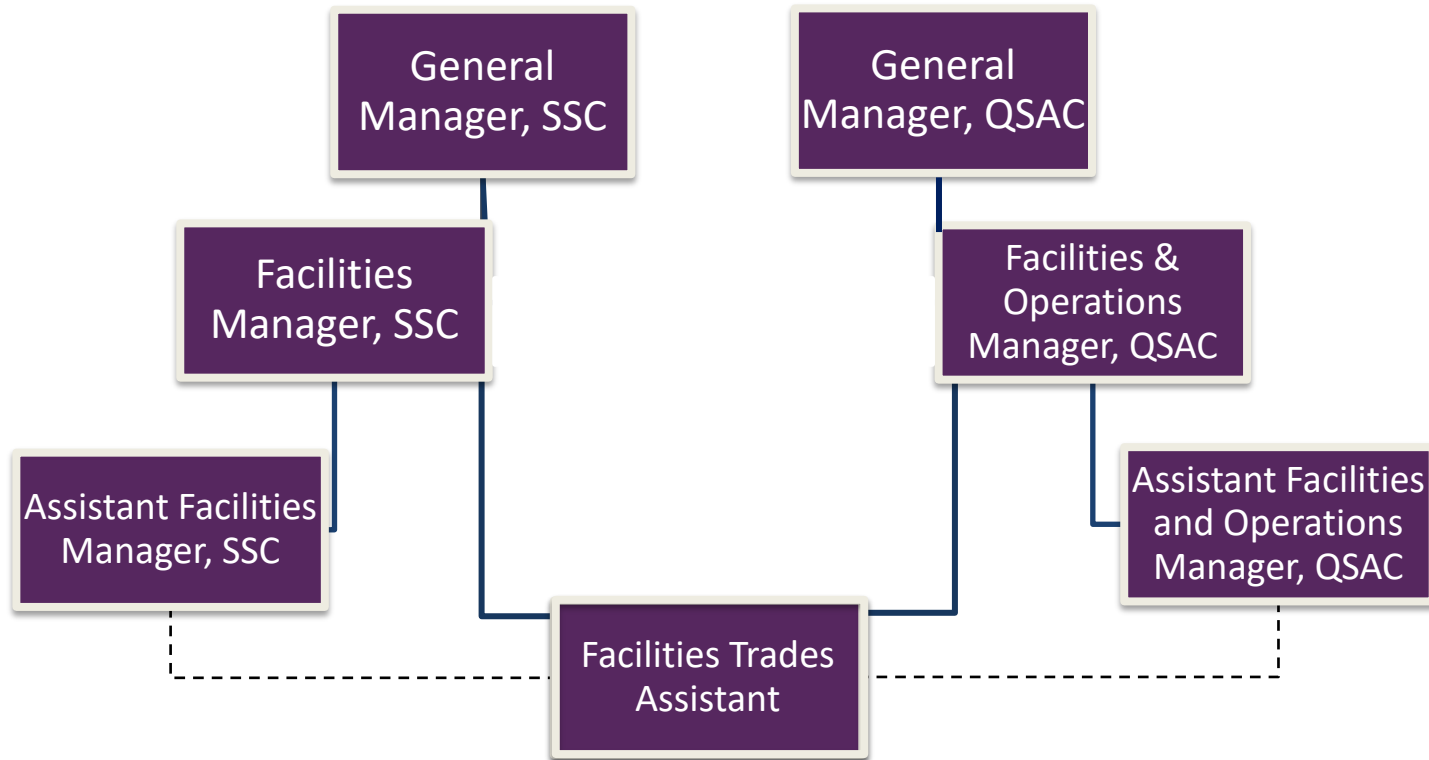 General
Manager, SSC
General
Manager, QSAC
Facilities
Manager, SSC
Facilities &
Operations
Manager, QSAC
Assistant Facilities
Manager, SSC
Assistant Facilities
and Operations
Manager, QSAC
Facilities Trades
Assistant